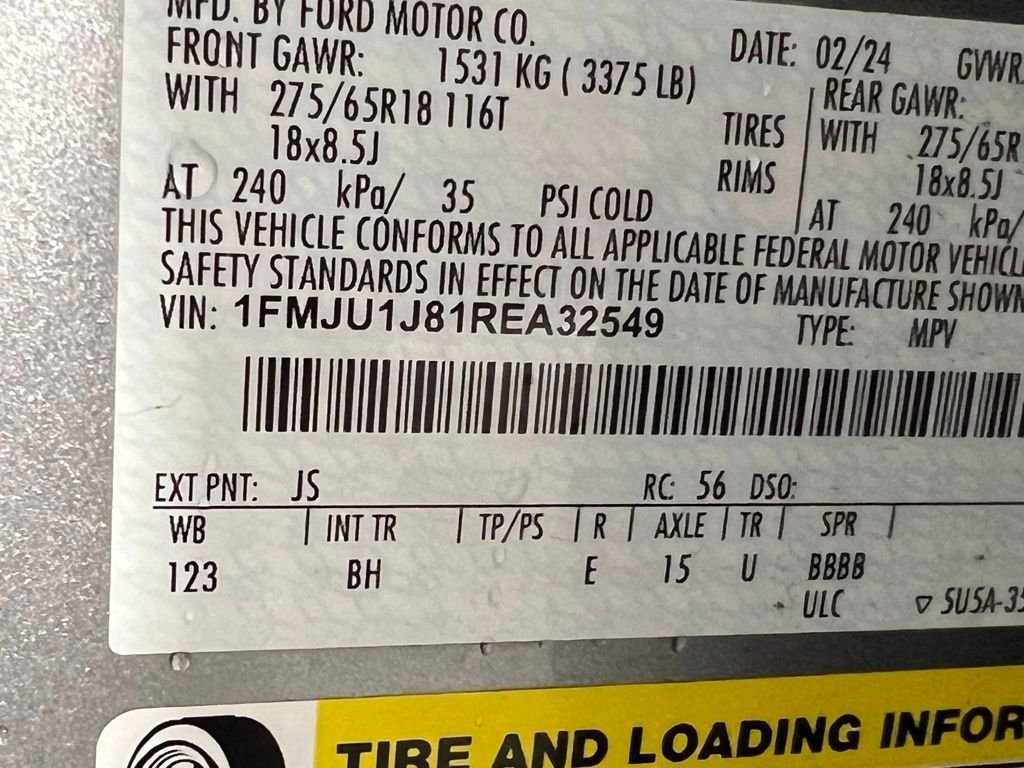 MFD. BY FORD MOTOR CO.
DATE: 02/24 GVWR
FRONT GAWR: 1531 KG ( 3375 LB)
REAR GAWR:
WITH 275/65R18 116T TIRES
WITH 275/65R
18x8.5J RIMS
18x8.5J
AT 240 kPa/ 35 PSI COLD
AT 240 kPa/
THIS VEHICLE CONFORMS TO ALL APPLICABLE FEDERAL MOTOR VEHICL
SAFETY STANDARDS IN EFFECT ON THE DATE OF MANUFACTURE SHOWN
VIN: 1FMJU1J81REA32549 TYPE: MPV
EXT PNT: JS RC: 56 DSO:
WB | INT TR | TP/PS | R | AXLE | TR | SPR |
123 BH E 15 U BBBB
ULC ▽ SU5A-35
TIRE AND LOADING INFOR